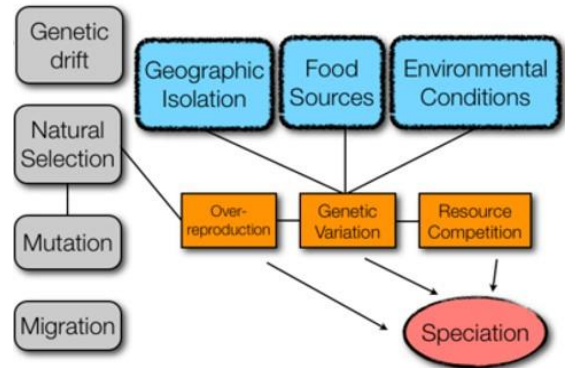 Genetic
drift
Geographic
Isolation
Food
Sources
Environmental
Conditions
Natural
Selection
Over-
reproduction
Genetic
Variation
Resource
Competition
Mutation
Migration
Speciation